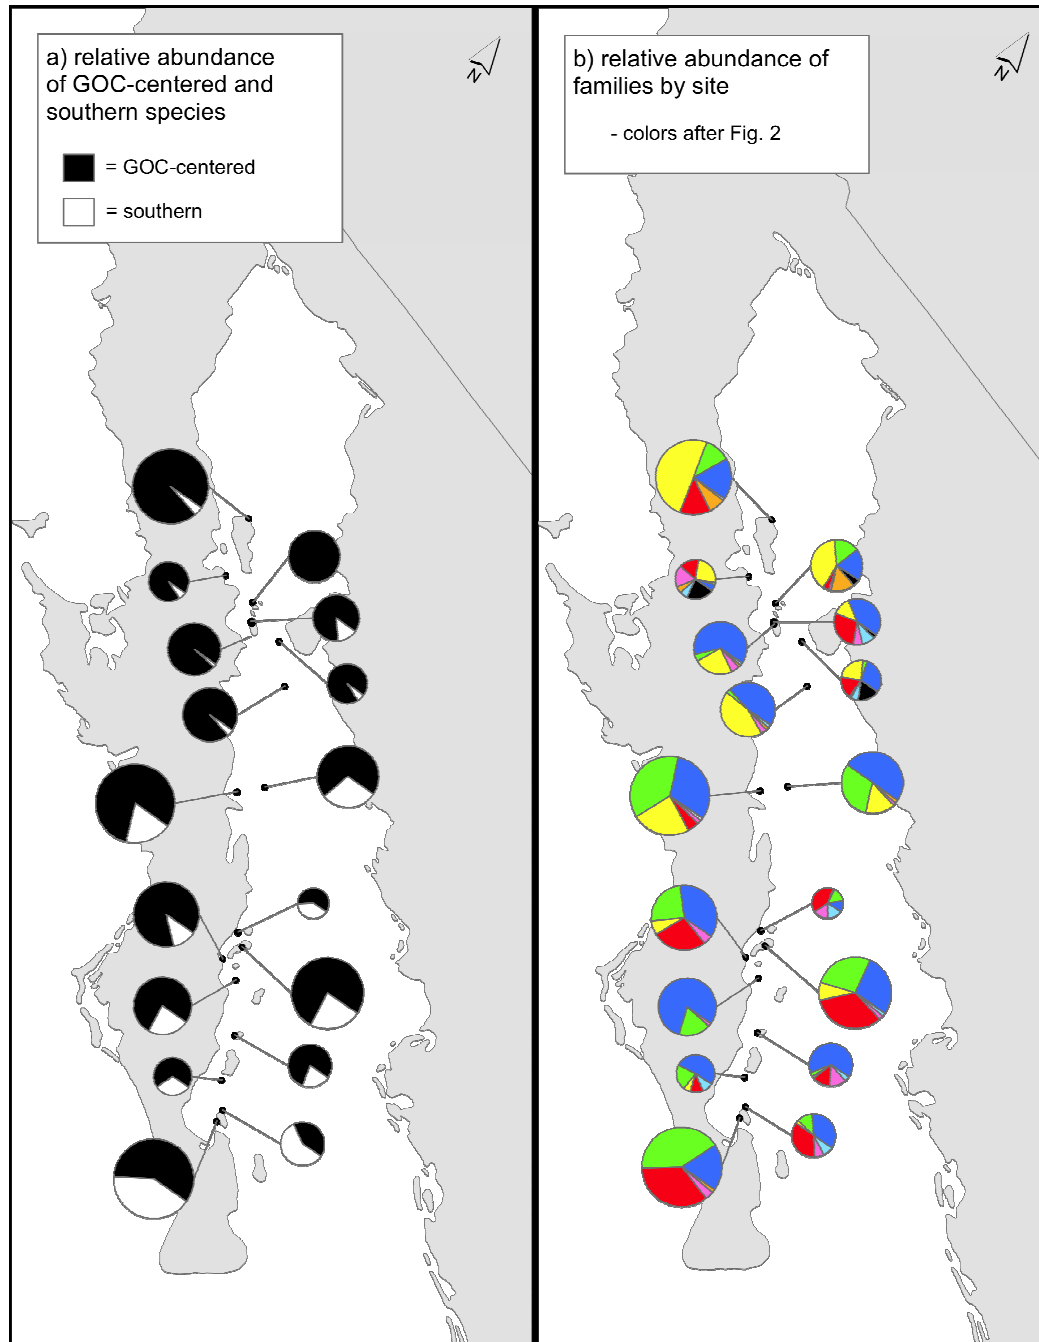 a) relative abundance
of GOC-centered and
southern species
= GOC-centered
= southern
N
b) relative abundance of
families by site
- colors after Fig. 2
N